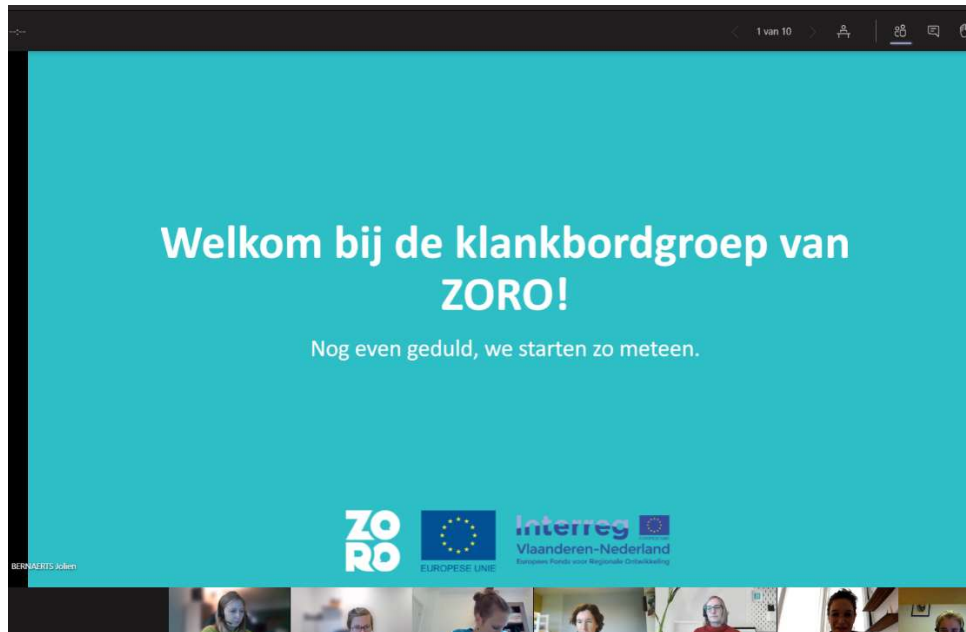 --:--
1 van 10
Welkom bij de klankbordgroep van
ZORO!
Nog even geduld, we starten zo meteen.
ZO
RO
EUROPESE UNIE
Interreg
Vlaanderen-Nederland
Europees Fonds voor Regionale Ontwikkeling
BERNAERTS Jolien